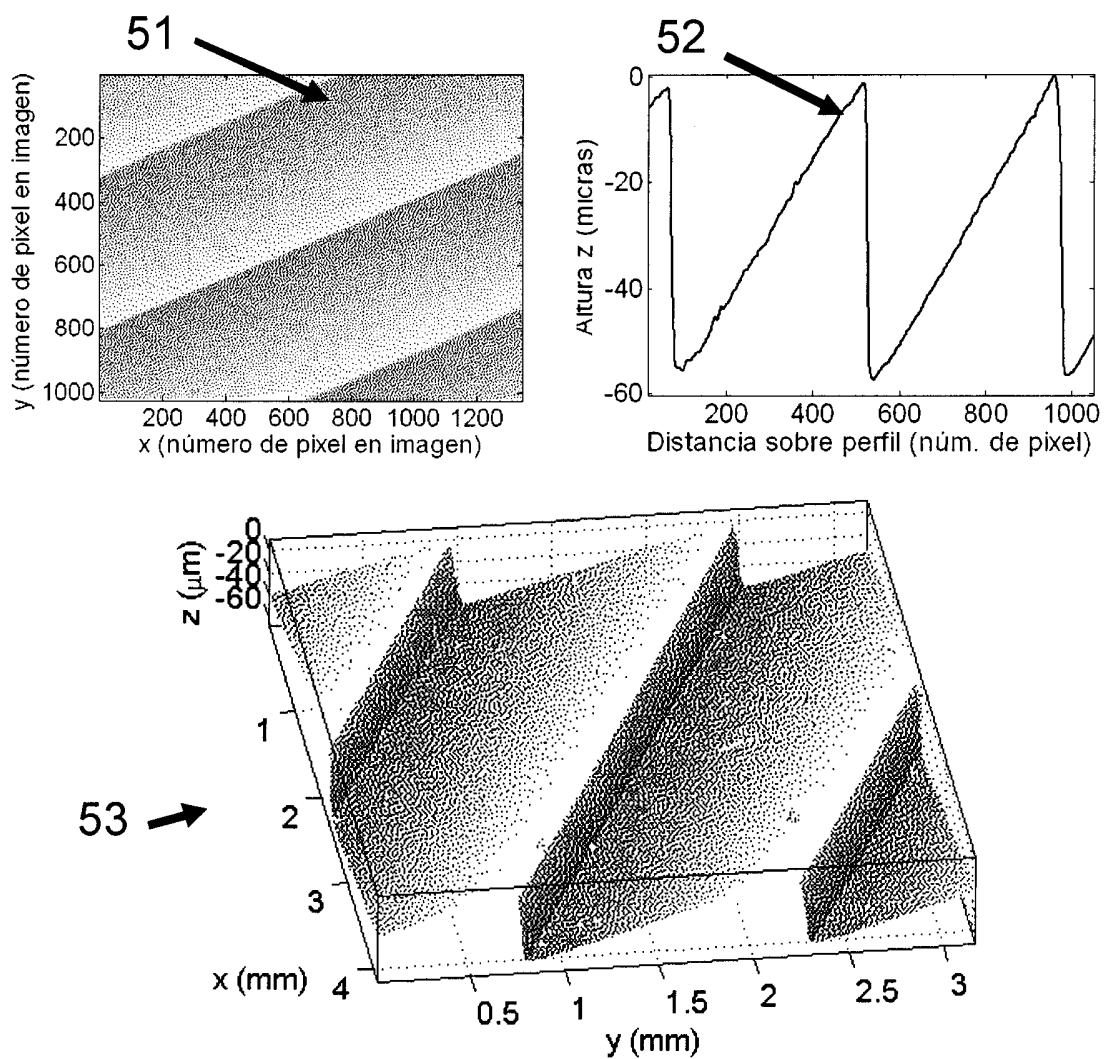 51
52
y (número de pixel en imagen)
200
400
600
800
1000
200 400 600 800 1000 1200
x (número de pixel en imagen)
Altura z (micras)
0
-20
-40
-60
200 400 600 800 1000
Distancia sobre perfil (núm. de pixel)
z (μm)
0
-20
-40
-60
53
1
2
3
4
x (mm)
0.5 1 1.5 2 2.5 3
y (mm)